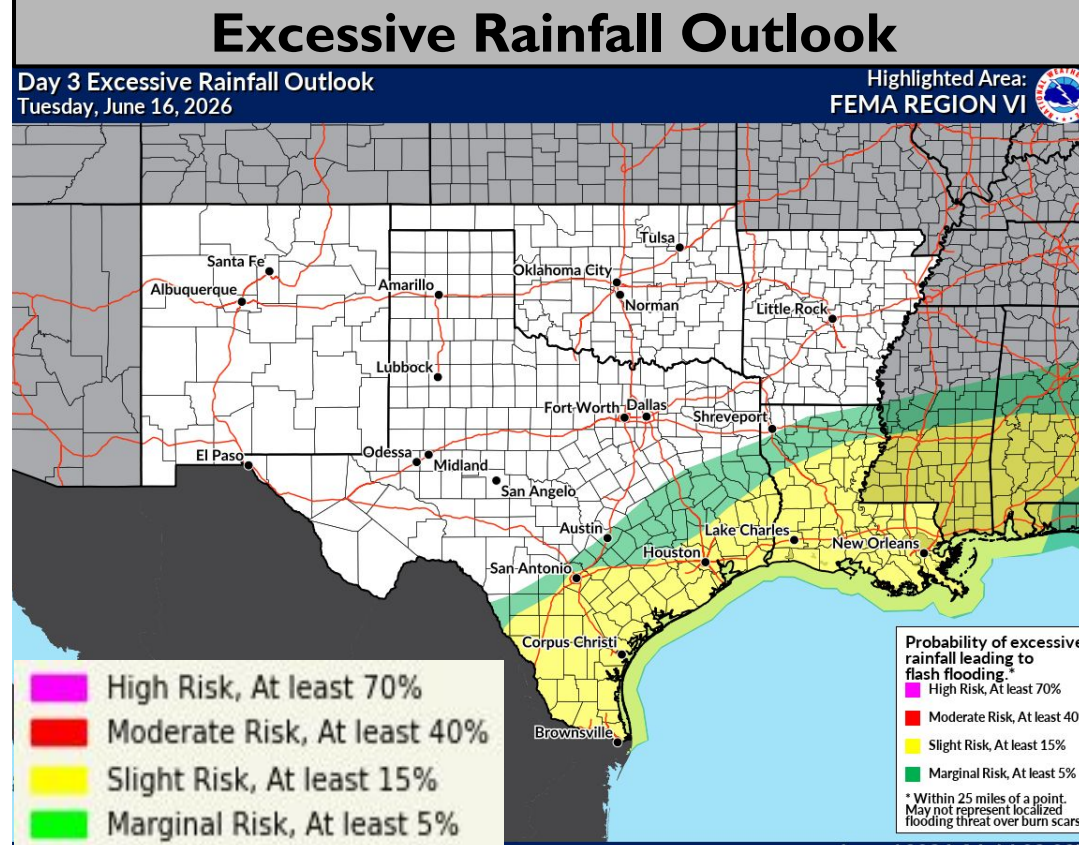 Excessive Rainfall Outlook
Day 3 Excessive Rainfall Outlook
Tuesday, June 16, 2026
Highlighted Area:
FEMA REGION VI
Tulsa
Santa Fe
Oklahoma City
Albuquerque
Amarillo
Norman
Little Rock
Lubbock
Fort Worth
Dallas
Shreveport
El Paso
Odessa
Midland
San Angelo
Austin
Lake Charles
New Orleans
Houston
San Antonio
Corpus Christi
Brownsville
Probability of excessive
rainfall leading to
flash flooding.*
High Risk, At least 70%
Moderate Risk, At least 40
Slight Risk, At least 15%
Marginal Risk, At least 5%
* Within 25 miles of a point.
May not represent localized
flooding threat over burn scars
High Risk, At least 70%
Moderate Risk, At least 40%
Slight Risk, At least 15%
Marginal Risk, At least 5%